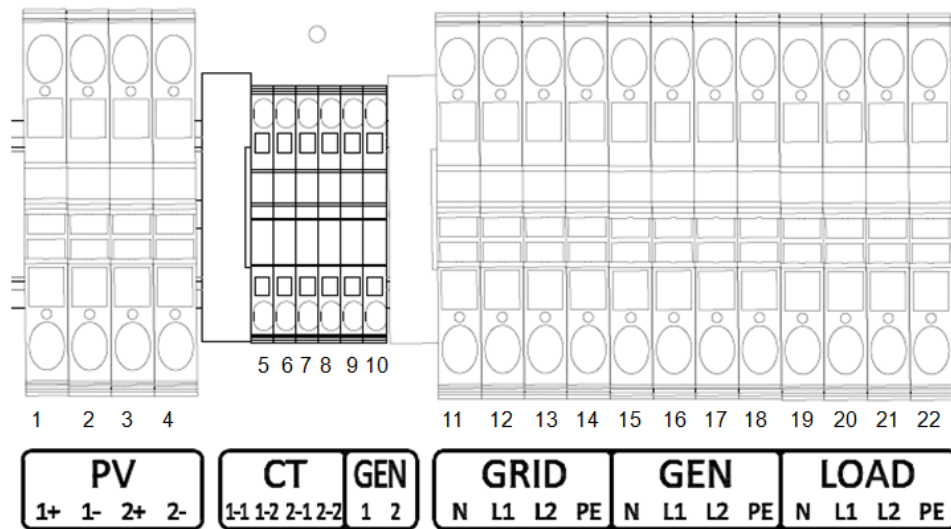 5 6 7 8 9 10
1 2 3 4 11 12 13 14 15 16 17 18 19 20 21 22
PV CT GEN GRID GEN LOAD
1+ 1- 2+ 2- 1-1 1-2 2-1 2-2 1 2 N L1 L2 PE N L1 L2 PE N L1 L2 PE